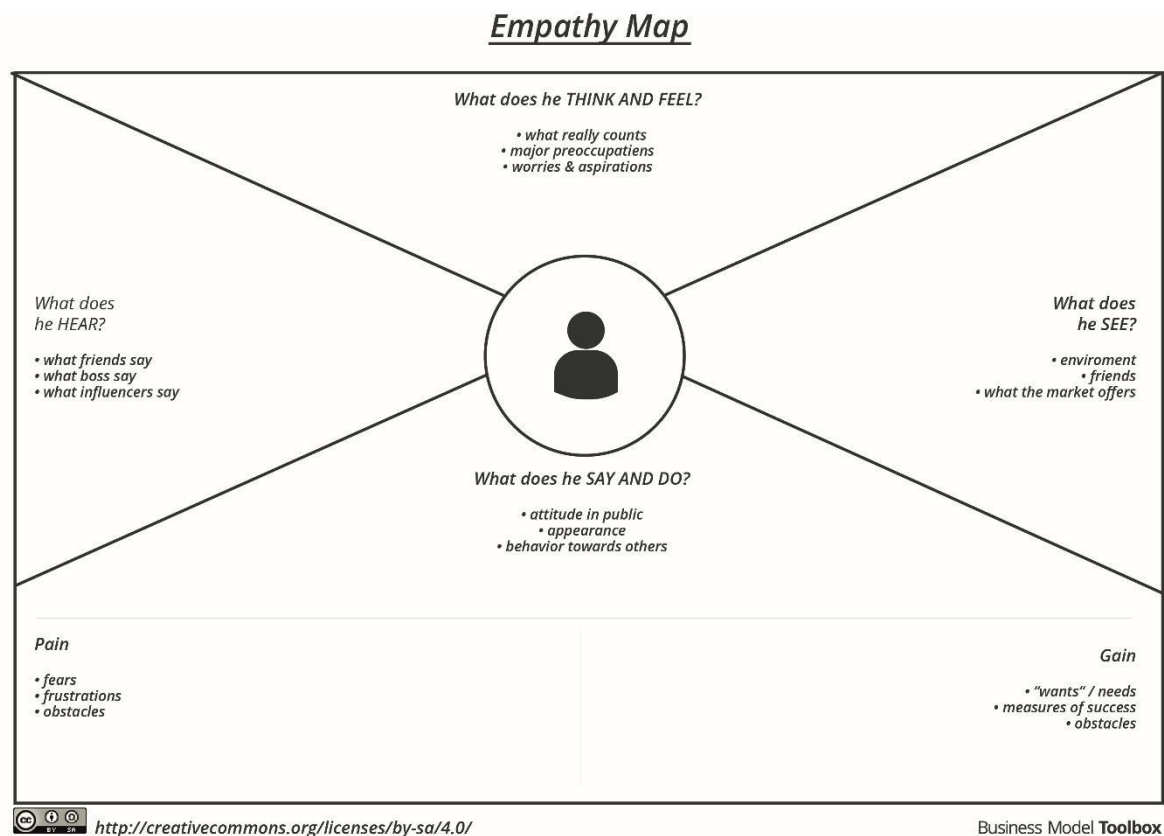 Empathy Map
What does he THINK AND FEEL?
• what really counts
• major preoccupatiens
• worries & aspirations
What does
he HEAR?
• what friends say
• what boss say
• what influencers say
What does
he SEE?
• enviroment
• friends
• what the market offers
What does he SAY AND DO?
• attitude in public
• appearance
• behavior towards others
Pain
• fears
• frustrations
• obstacles
Gain
• “wants” / needs
• measures of success
• obstacles
cc BY SA
http://creativecommons.org/licenses/by-sa/4.0/
Business Model Toolbox